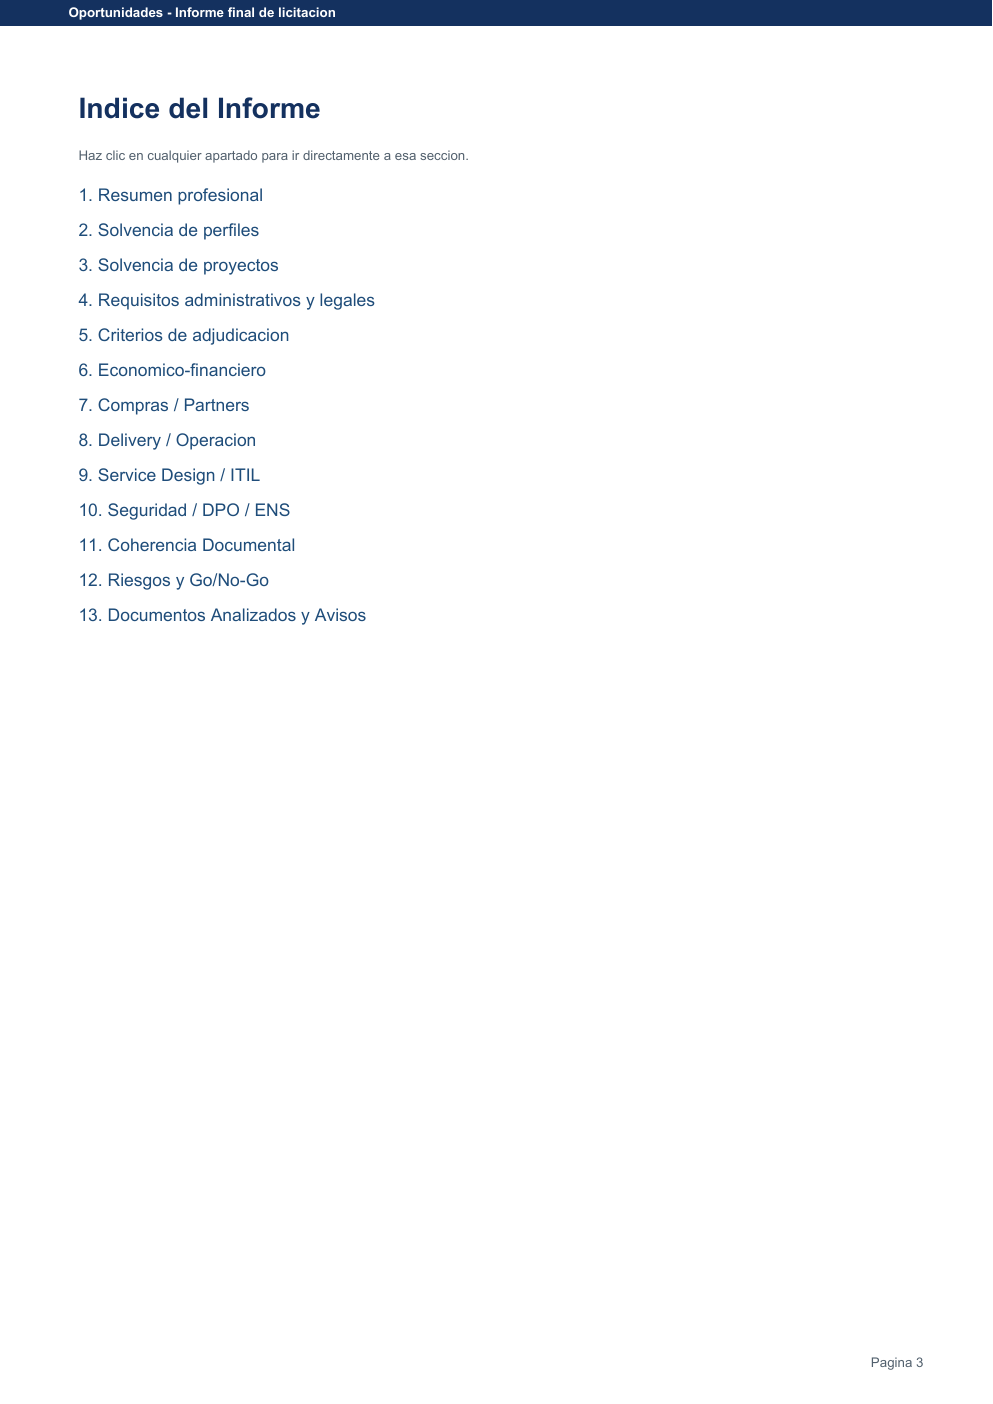 Oportunidades - Informe final de licitacion
Indice del Informe
Haz clic en cualquier apartado para ir directamente a esa seccion.
1. Resumen profesional
2. Solvencia de perfiles
3. Solvencia de proyectos
4. Requisitos administrativos y legales
5. Criterios de adjudicacion
6. Economico-financiero
7. Compras / Partners
8. Delivery / Operacion
9. Service Design / ITIL
10. Seguridad / DPO / ENS
11. Coherencia Documental
12. Riesgos y Go/No-Go
13. Documentos Analizados y Avisos
Pagina 3